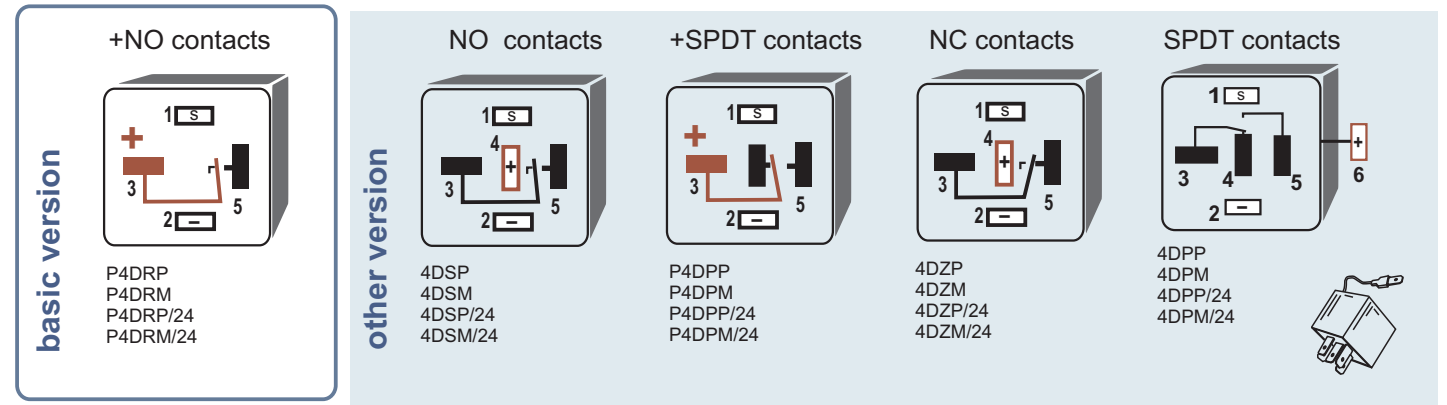 basic version
+NO contacts
1 S
+
3
5
2 −
P4DRP
P4DRM
P4DRP/24
P4DRM/24
other version
NO contacts
1 S
4
+
3
5
2 −
4DSP
4DSM
4DSP/24
4DSM/24
+SPDT contacts
1 S
+
3
5
2 −
P4DPP
P4DPM
P4DPP/24
P4DPM/24
NC contacts
1 S
4
+
3
5
2 −
4DZP
4DZM
4DZP/24
4DZM/24
SPDT contacts
1 S
+
3 4 5 6
2 −
4DPP
4DPM
4DPP/24
4DPM/24